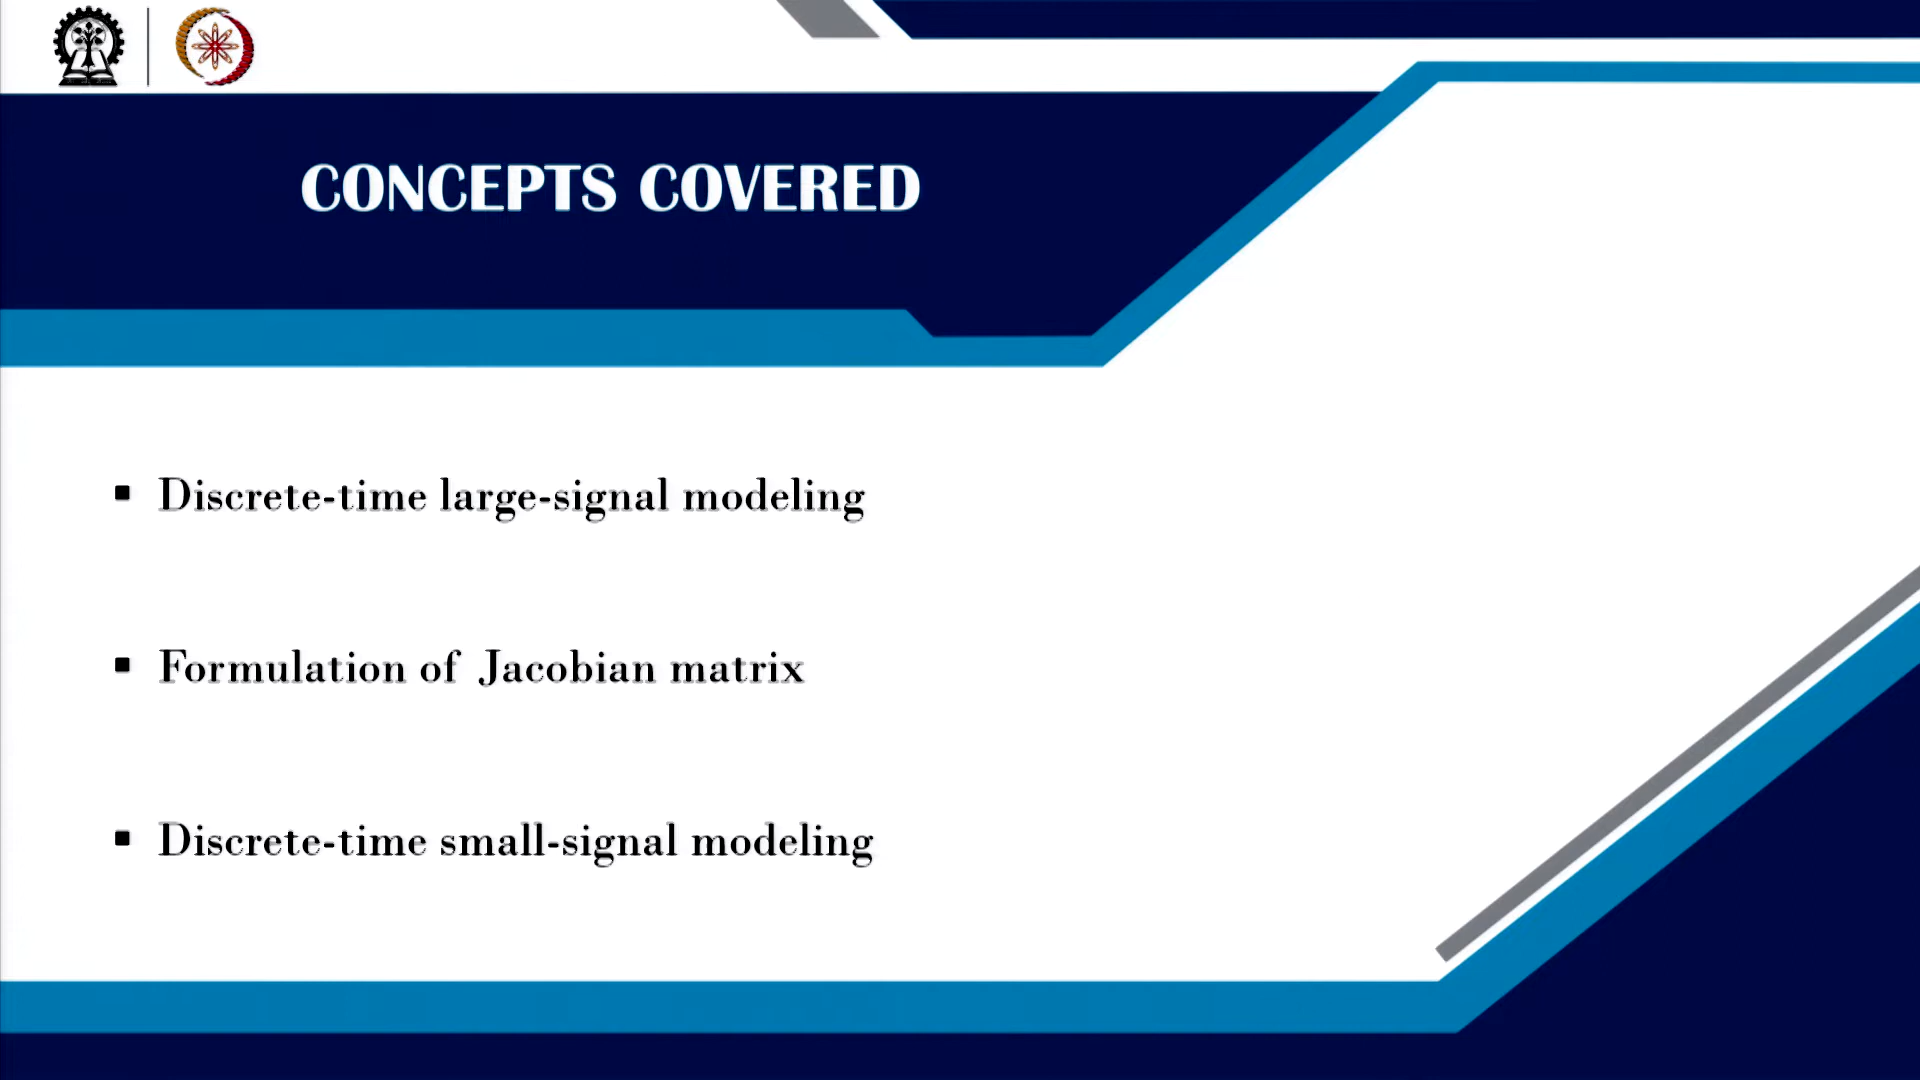 CONCEPTS COVERED
▪ Discrete-time large-signal modeling
▪ Formulation of Jacobian matrix
▪ Discrete-time small-signal modeling